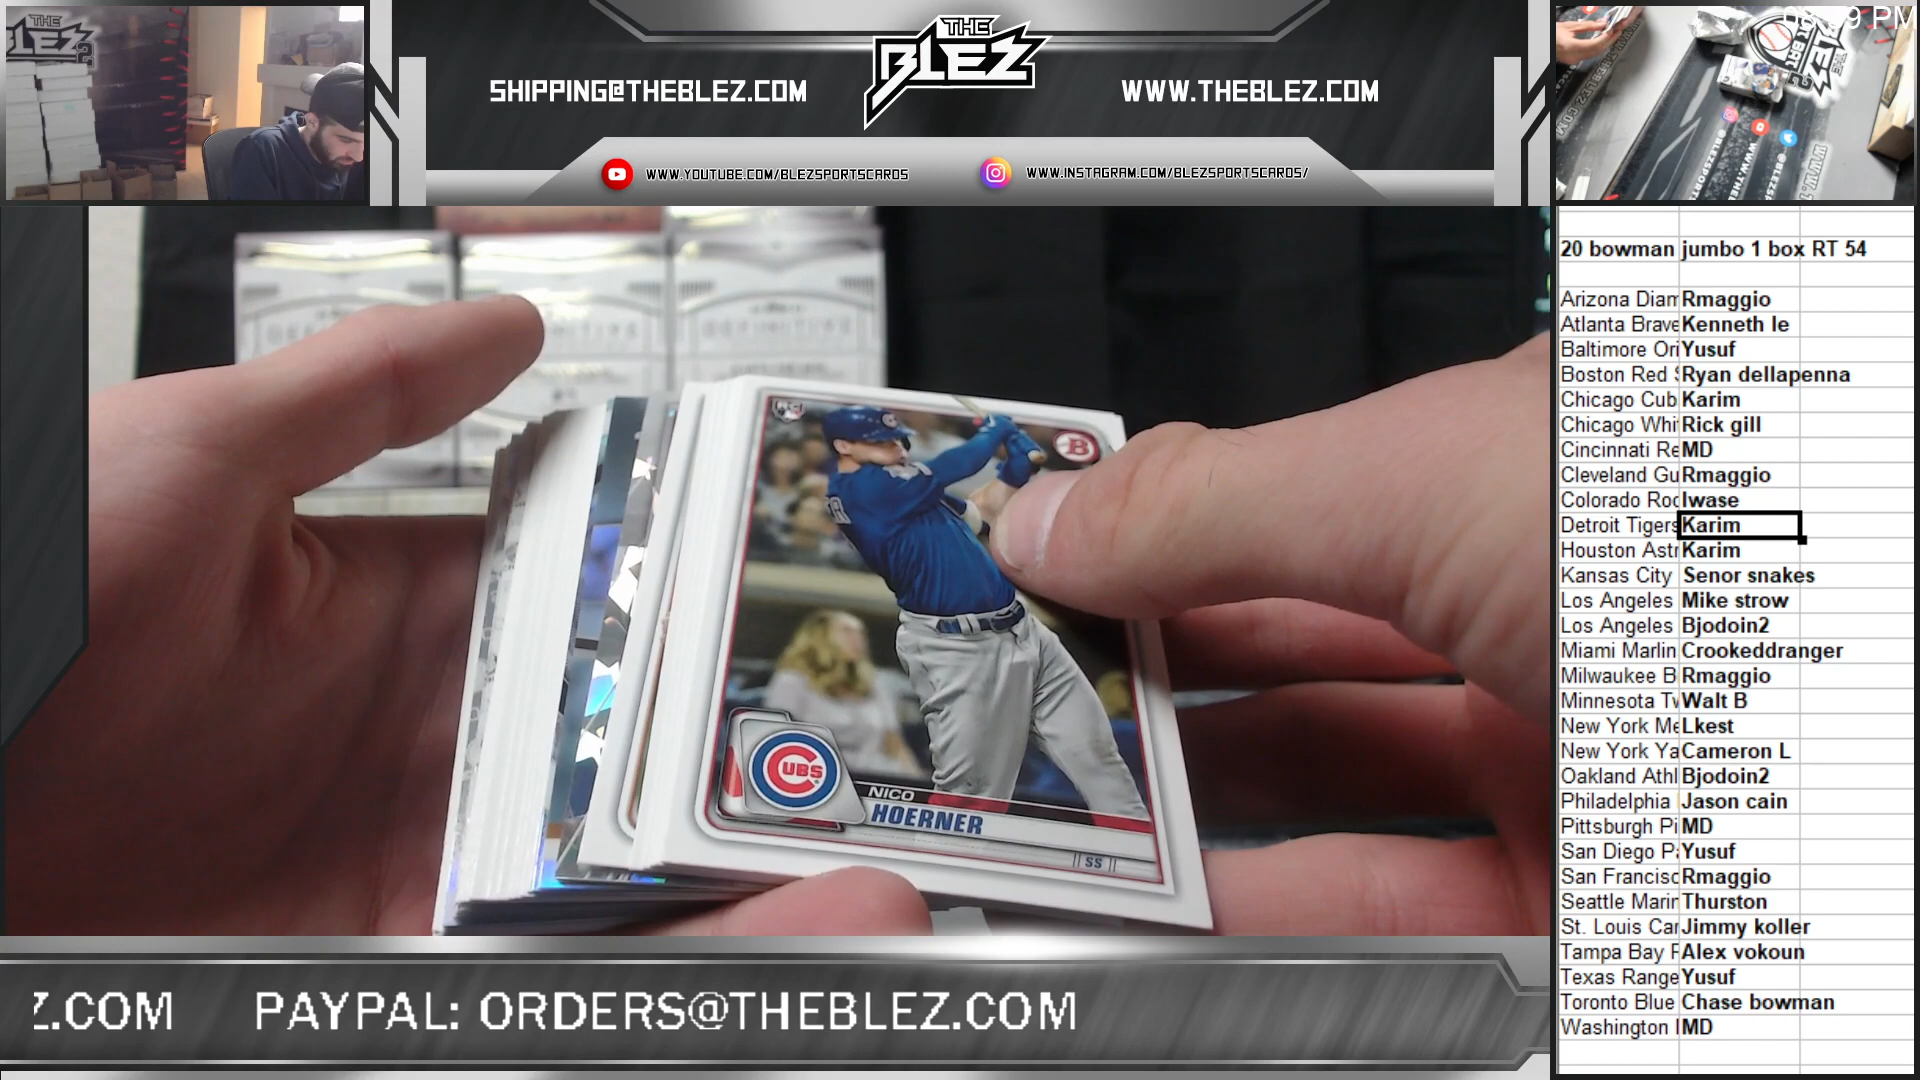 THE
BLEZ
SHIPPING@THEBLEZ.COM
WWW.THEBLEZ.COM
WWW.YOUTUBE.COM/BLEZSPORTSCARDS
WWW.INSTAGRAM.COM/BLEZSPORTSCARDS/
20 bowman jumbo 1 box RT 54
Arizona Diam Rmaggio
Atlanta Brave Kenneth le
Baltimore Ori Yusuf
Boston Red S Ryan dellapenna
Chicago Cub Karim
Chicago Whi Rick gill
Cincinnati Re MD
Cleveland Gu Rmaggio
Colorado Roc Iwase
Detroit Tigers Karim
Houston Astr Karim
Kansas City Senor snakes
Los Angeles Mike strow
Los Angeles Bjodoin2
Miami Marlin Crookeddranger
Milwaukee B Rmaggio
Minnesota Tw Walt B
New York Me Lkest
New York Ya Cameron L
Oakland Athl Bjodoin2
Philadelphia Jason cain
Pittsburgh Pi MD
San Diego Pa Yusuf
San Francisc Rmaggio
Seattle Marin Thurston
St. Louis Car Jimmy koller
Tampa Bay R Alex vokoun
Texas Range Yusuf
Toronto Blue Chase bowman
Washington MD
B
CUBS
NICO
HOERNER
SS
Z.COM PAYPAL: ORDERS@THEBLEZ.COM